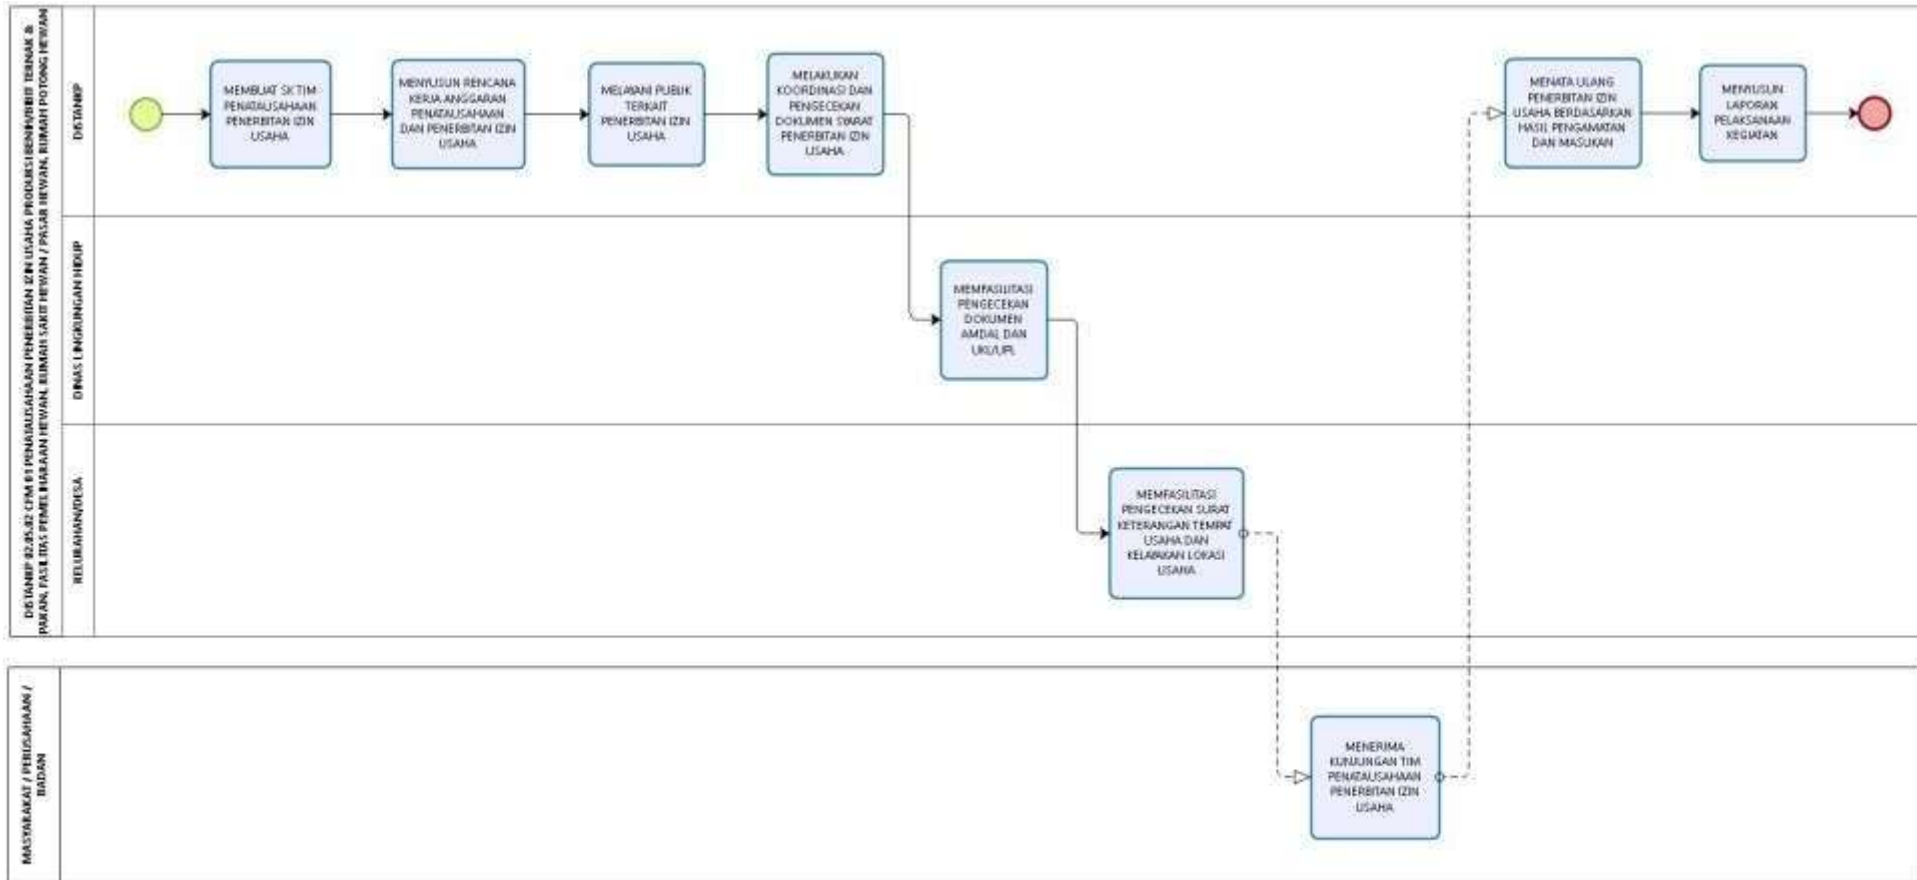 DISTANKP 02.05.02 CFM 01 PENATAUSAHAAN PENERBITAN IZIN USAHA PRODUKSI BENIH/BIBIT TERNAK &
PAKAN, FASILITAS PEMELIHARAAN HEWAN, RUMAH SAKIT HEWAN / PASAR HEWAN, RUMAH POTONG HEWAN
DISTANKP
MEMBUAT SK TIM
PENATAUSAHAAN
PENERBITAN IZIN
USAHA
MENYUSUN RENCANA
KERJA ANGGARAN
PENATAUSAHAAN
DAN PENERBITAN IZIN
USAHA
MELAYANI PUBLIK
TERKAIT
PENERBITAN IZIN
USAHA
MELAKUKAN
KOORDINASI DAN
PENGECEKAN
DOKUMEN SYARAT
PENERBITAN IZIN
USAHA
MENATA ULANG
PENERBITAN IZIN
USAHA BERDASARKAN
HASIL PENGAMATAN
DAN MASUKAN
MENYUSUN
LAPORAN
PELAKSANAAN
KEGIATAN
DINAS LINGKUNGAN HIDUP
MEMFASILITASI
PENGECEKAN
DOKUMEN
AMDAL DAN
UKL/UPL
KELURAHAN/DESA
MEMFASILITASI
PENGECEKAN SURAT
KETERANGAN TEMPAT
USAHA DAN
KELAYAKAN LOKASI
USAHA
MASYARAKAT / PERUSAHAAN /
BADAN
MENERIMA
KUNJUNGAN TIM
PENATAUSAHAAN
PENERBITAN IZIN
USAHA